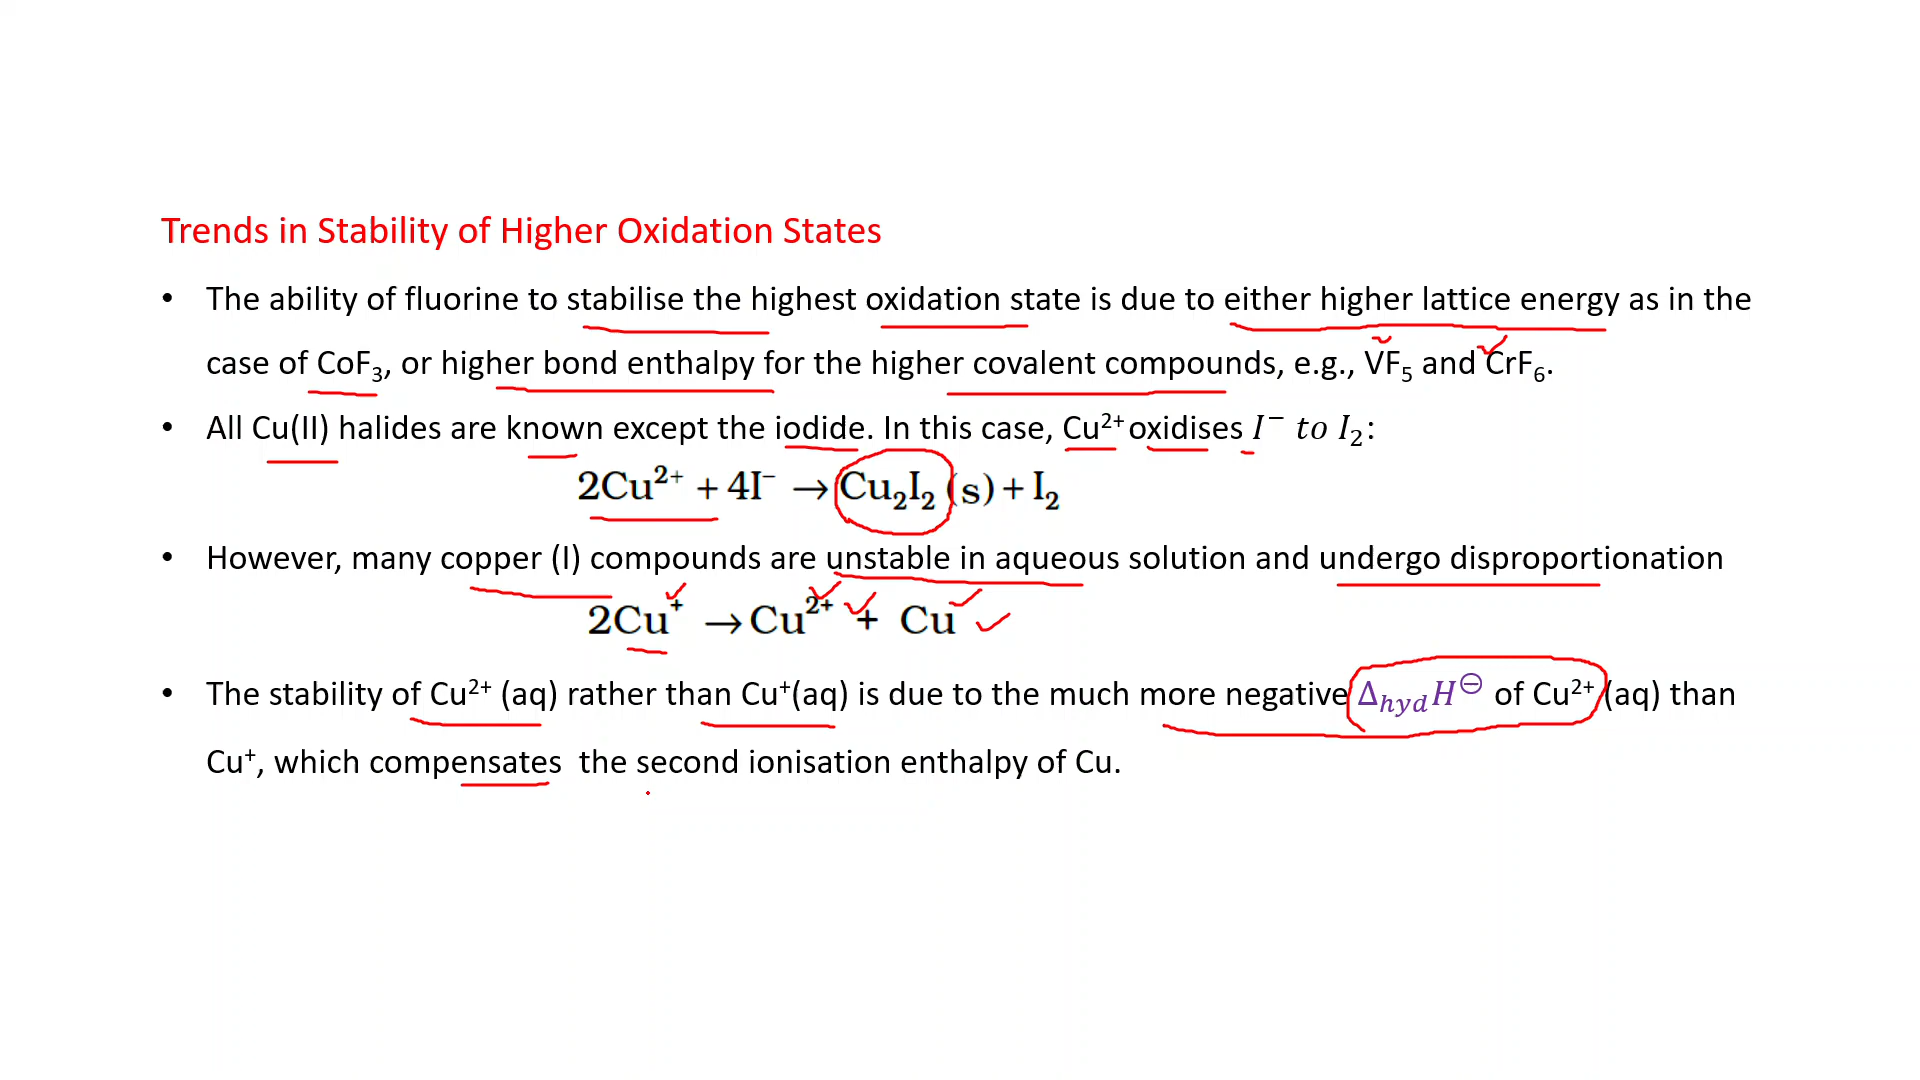 Trends in Stability of Higher Oxidation States
• The ability of fluorine to stabilise the highest oxidation state is due to either higher lattice energy as in the
case of CoF₃, or higher bond enthalpy for the higher covalent compounds, e.g., VF₅ and CrF₆.
• All Cu(II) halides are known except the iodide. In this case, Cu²⁺ oxidises I⁻ to I₂:
2Cu²⁺ + 4I⁻ → Cu₂I₂ (s) + I₂
• However, many copper (I) compounds are unstable in aqueous solution and undergo disproportionation
2Cu⁺ → Cu²⁺ + Cu
• The stability of Cu²⁺ (aq) rather than Cu⁺(aq) is due to the much more negative Δ_hydH^⊖ of Cu²⁺ (aq) than
Cu⁺, which compensates the second ionisation enthalpy of Cu.